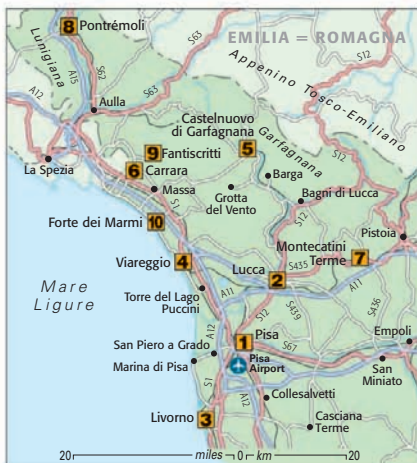 8 Pontrémoli
EMILIA = ROMAGNA
S63
S12
Lunigiana
A15
S62
Appenino Tosco-Emiliano
A12
Aulla
S63
Castelnuovo
di Garfagnana
5
Garfagnana
S12
La Spezia
9 Fantiscritti
6 Carrara
Massa
Barga
Grotta
del Vento
Bagni di Lucca
S1
S12
Forte dei Marmi 10
Pistoia
Montecatini
Terme 7
Viareggio 4
Lucca 2
S435
Mare
Ligure
Torre del Lago
Puccini
A11
A11
S12
S439
S436
A12
1 Pisa
Empoli
San Piero a Grado
S67
Pisa
Airport
Marina di Pisa
San
Miniato
S1
A12
Collesalvetti
Livorno 3
Casciana
Terme
20 miles 0 km 20